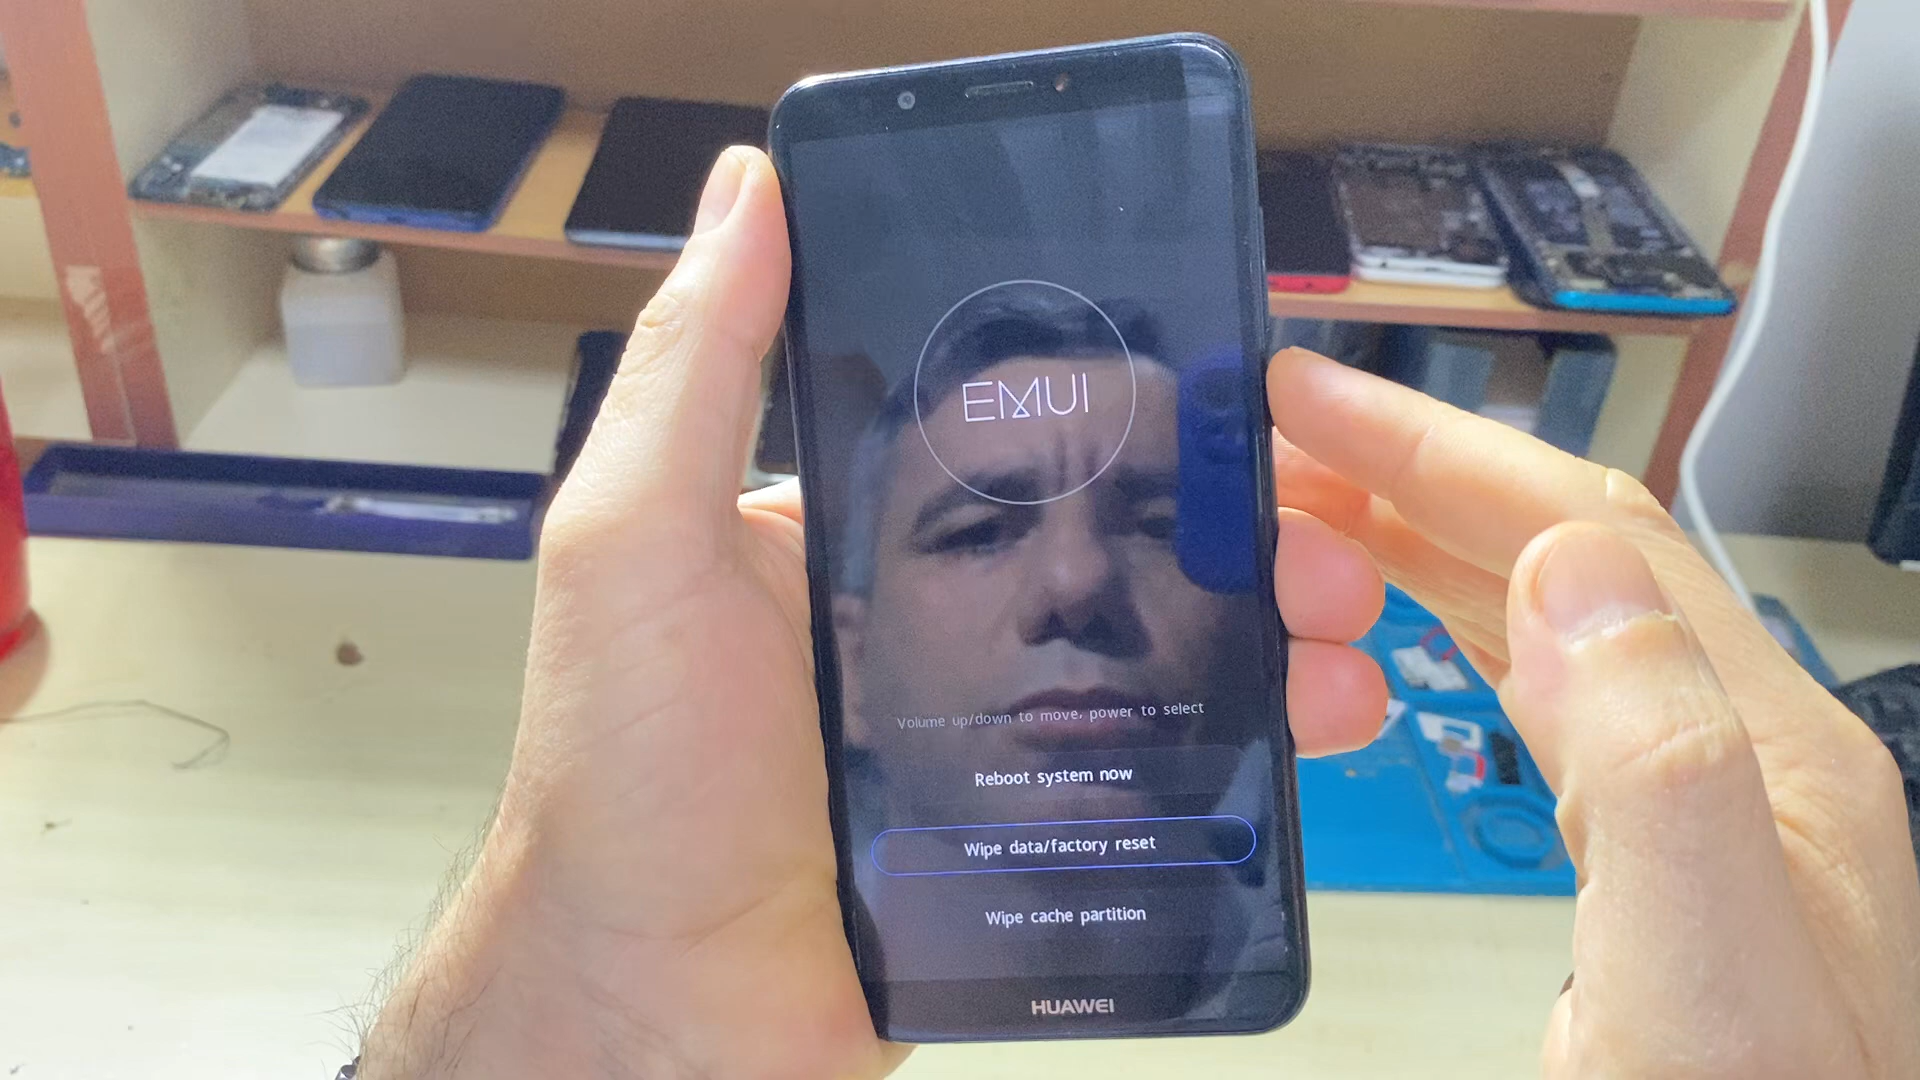 EMUI
Volume up/down to move, power to select
Reboot system now
Wipe data/factory reset
Wipe cache partition
HUAWEI